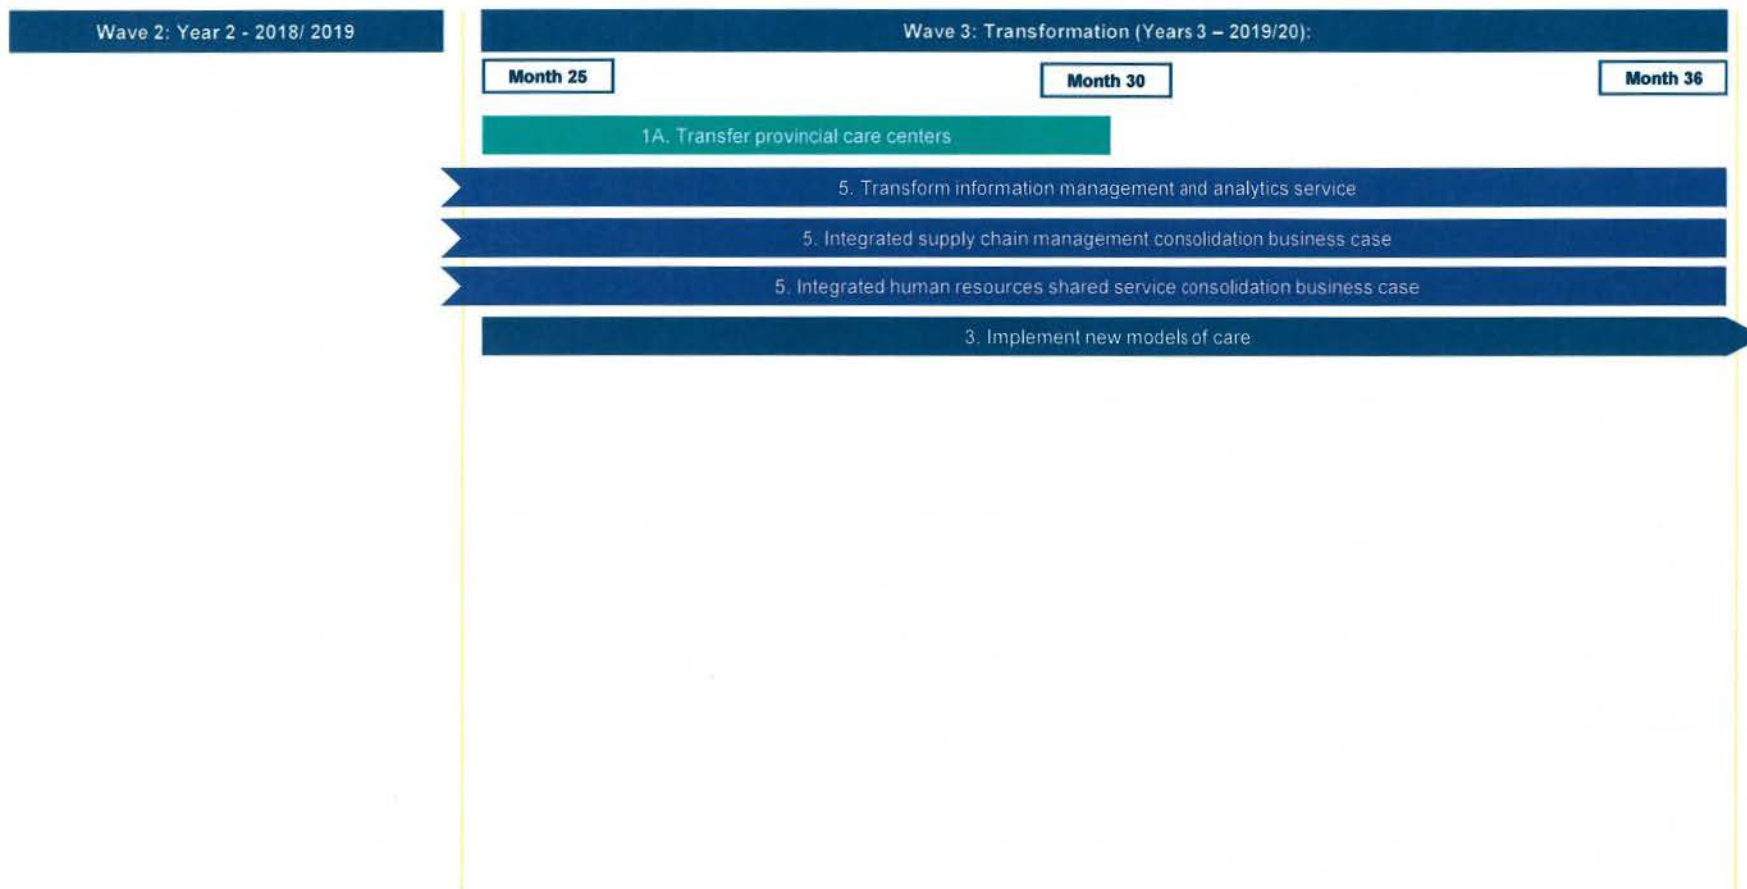 Wave 2: Year 2 - 2018/ 2019
Wave 3: Transformation (Years 3 – 2019/20):
Month 25
Month 30
Month 36
1A. Transfer provincial care centers
5. Transform information management and analytics service
5. Integrated supply chain management consolidation business case
5. Integrated human resources shared service consolidation business case
3. Implement new models of care